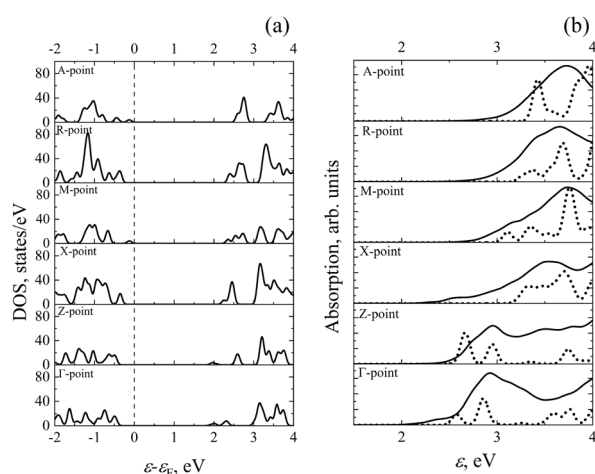 (a)
-2 -1 0 1 2 3 4
80
40
0
A-point
80
40
0
R-point
80
40
0
M-point
80
40
0
X-point
80
40
0
Z-point
80
40
0
Γ-point
-2 -1 0 1 2 3 4
ε-εF, eV
DOS, states/eV
(b)
2 3 4
A-point
R-point
M-point
X-point
Z-point
Γ-point
2 3 4
ε, eV
Absorption, arb. units